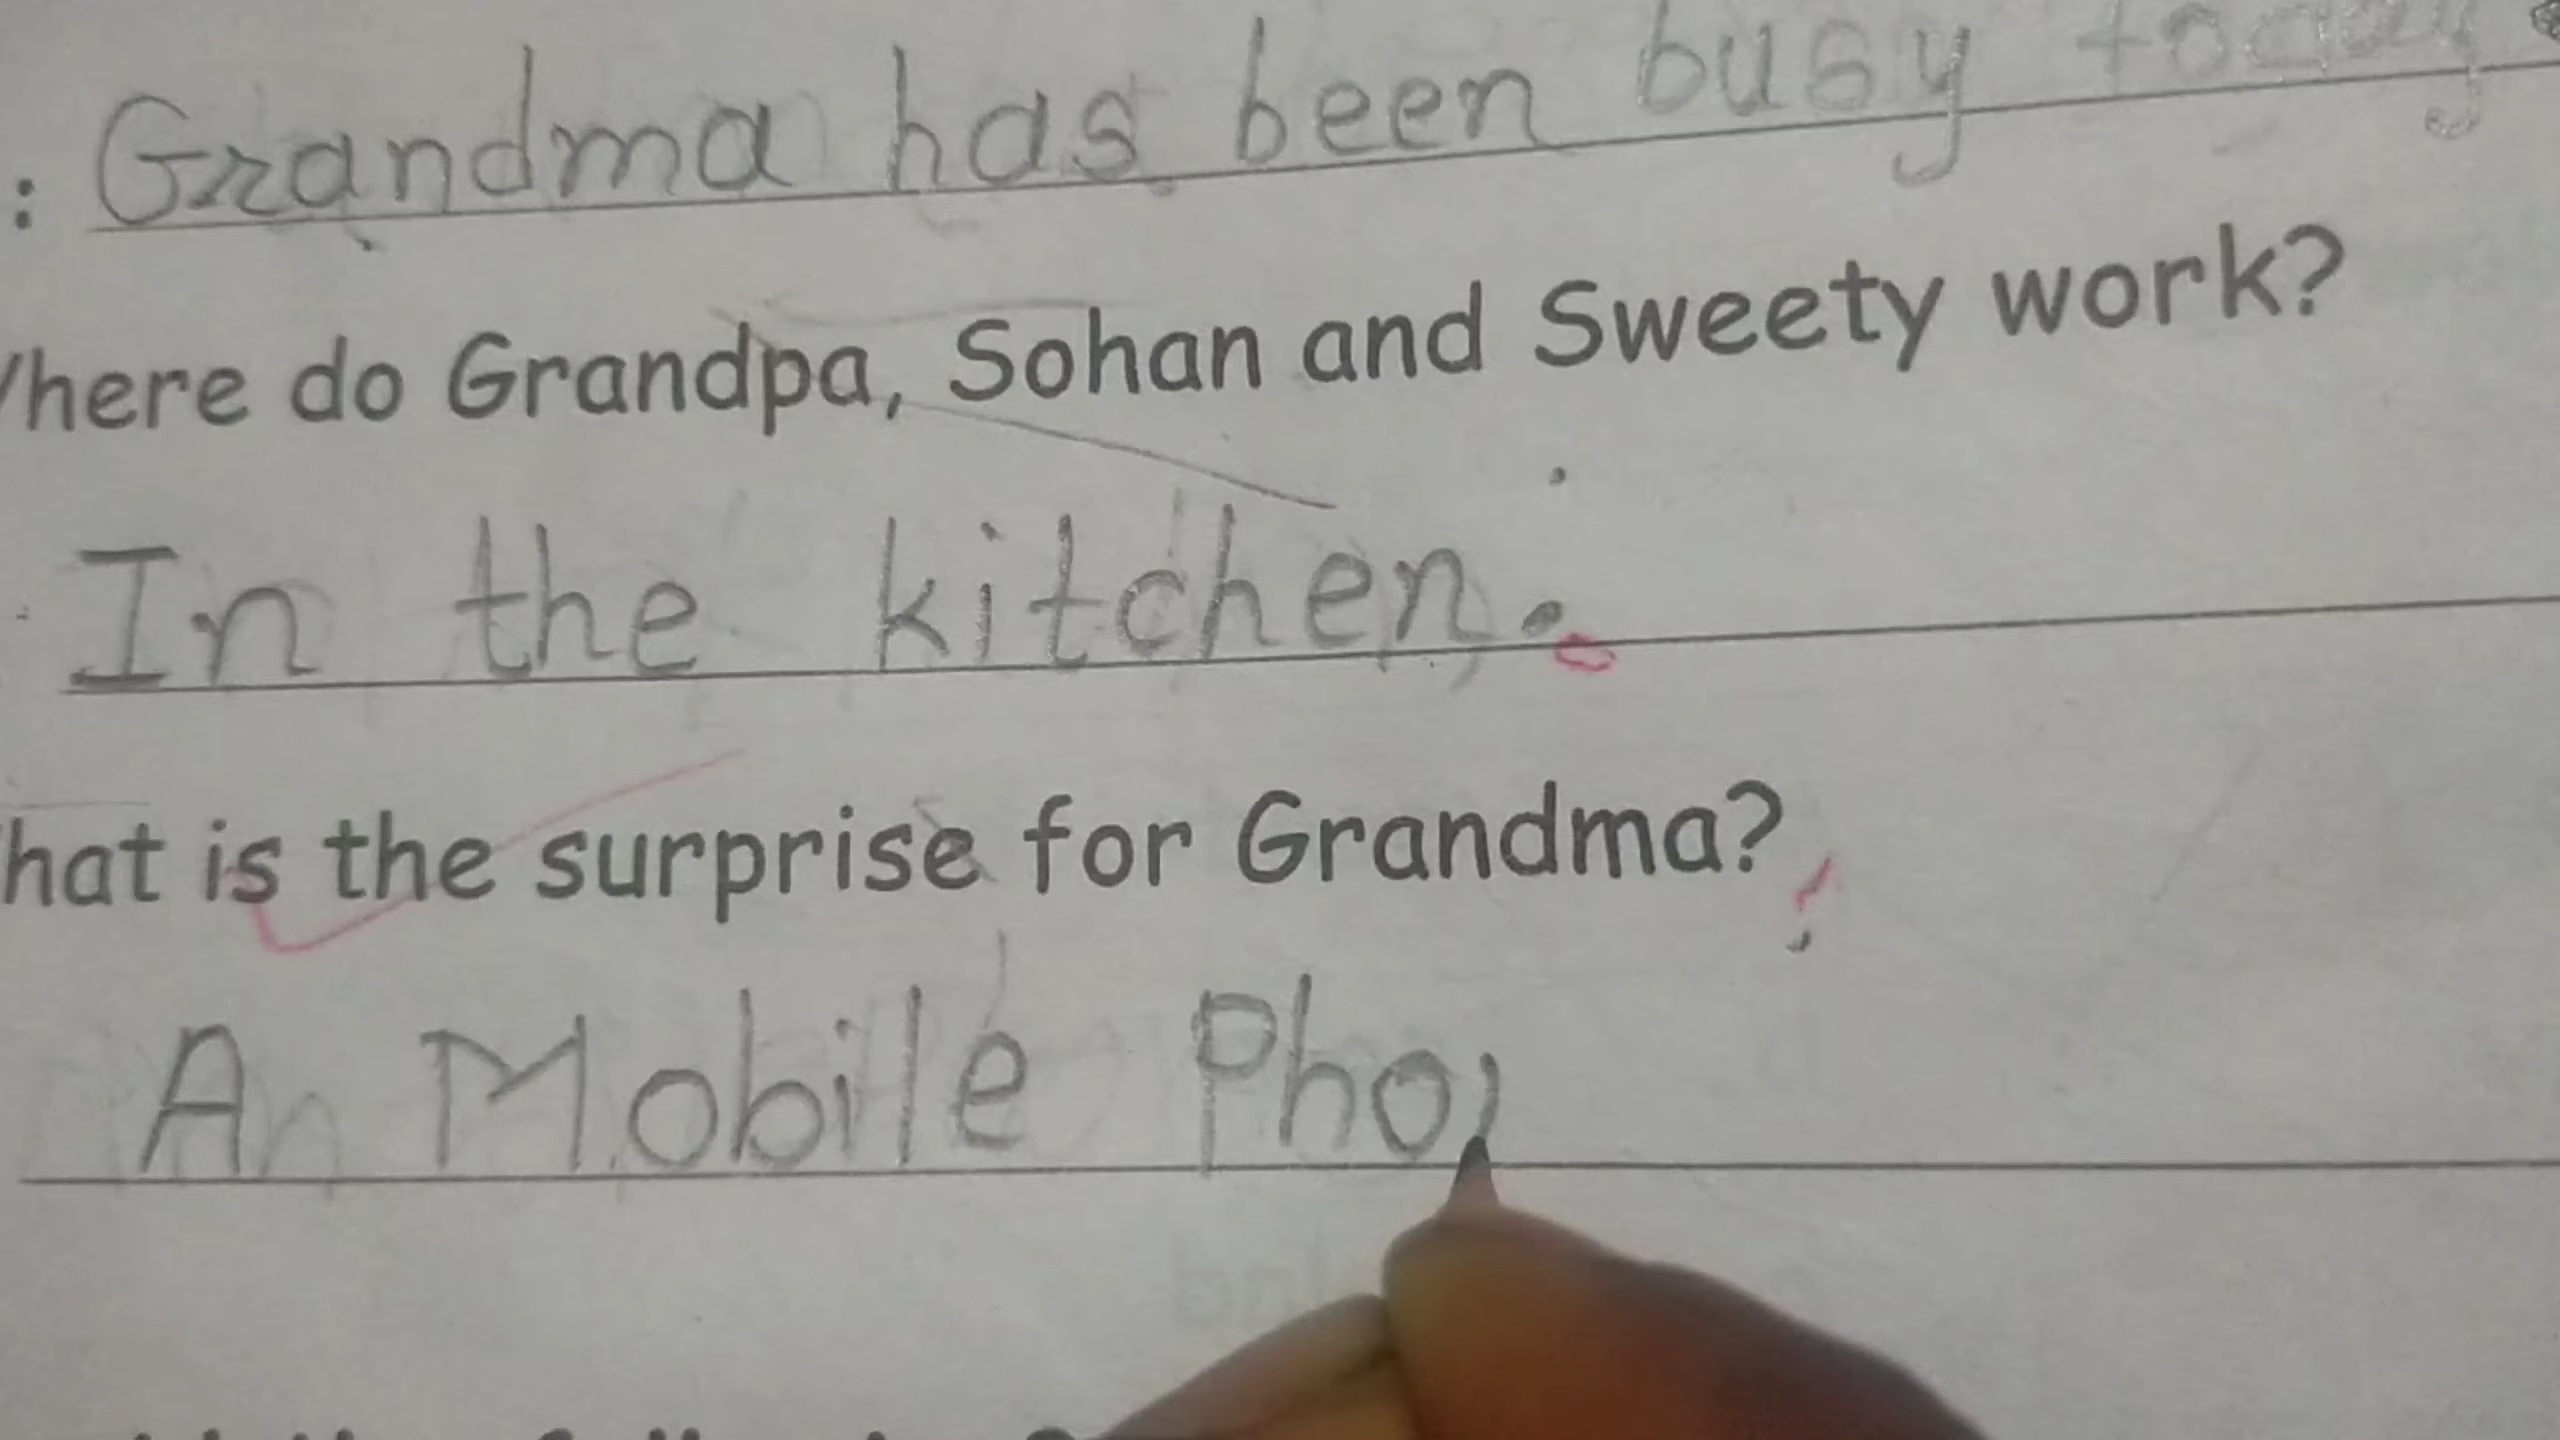 : Grandma has been busy today.
here do Grandpa, Sohan and Sweety work?
In the kitchen.
hat is the surprise for Grandma?
A Mobile Pho